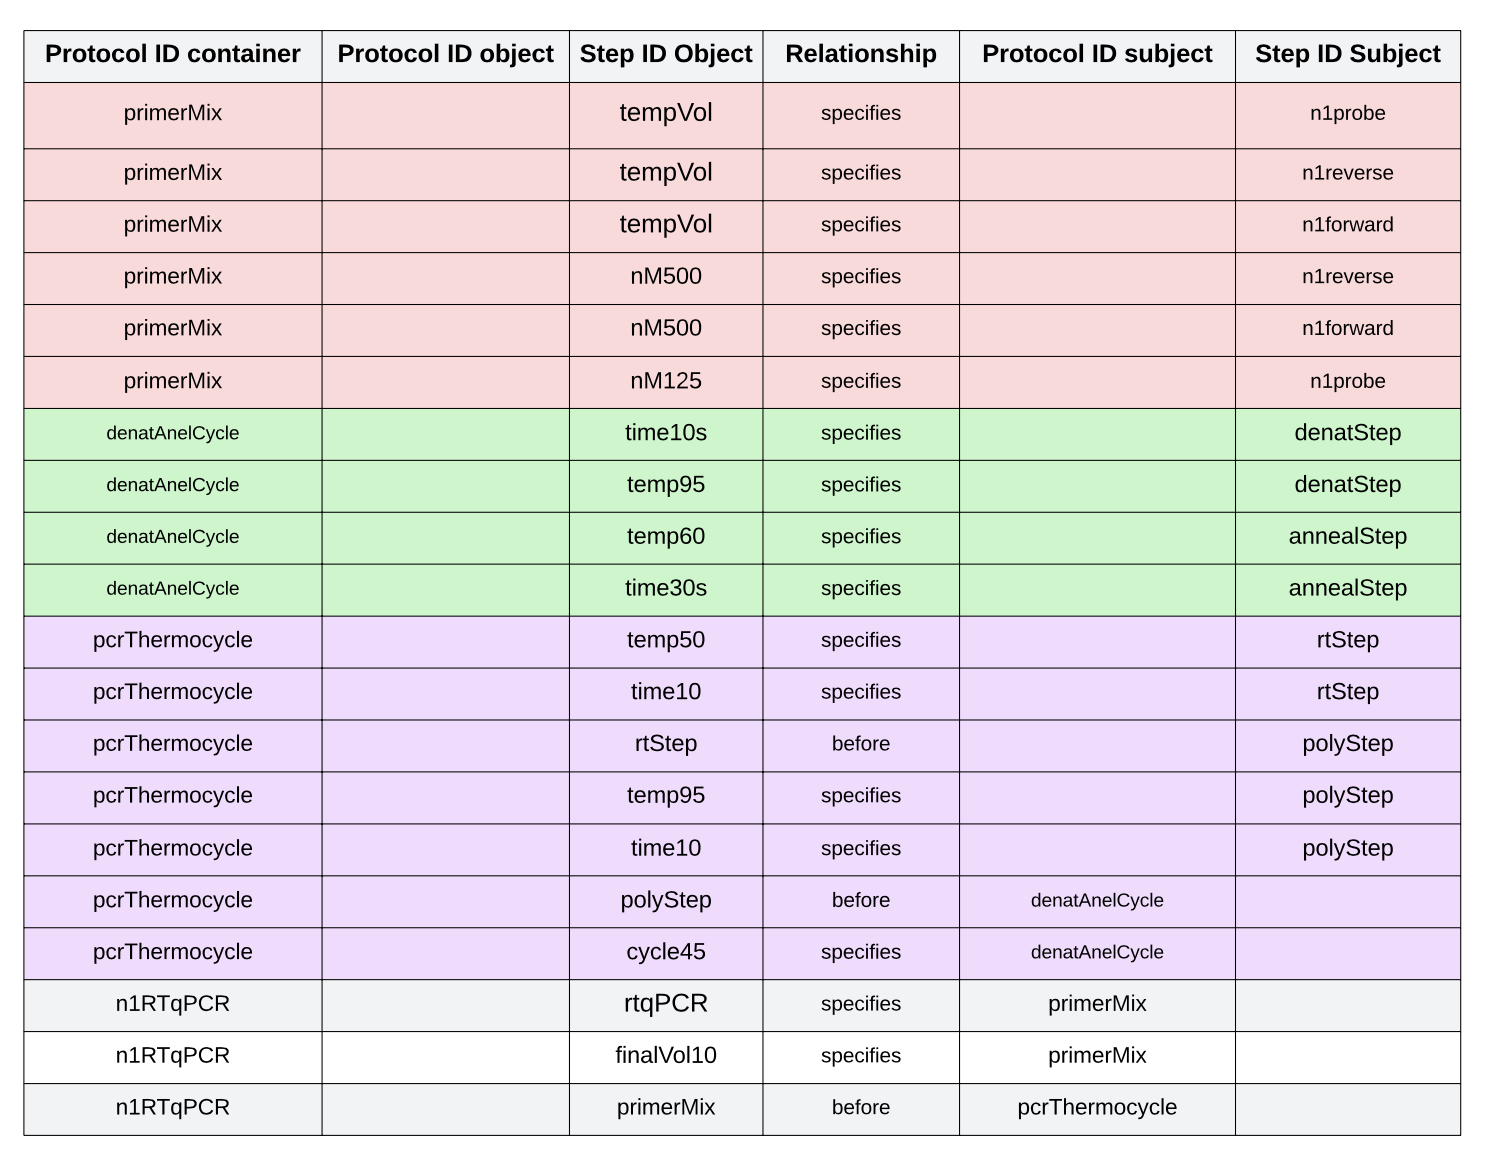 Protocol ID container Protocol ID object Step ID Object Relationship Protocol ID subject Step ID Subject
primerMix tempVol specifies n1probe
primerMix tempVol specifies n1reverse
primerMix tempVol specifies n1forward
primerMix nM500 specifies n1reverse
primerMix nM500 specifies n1forward
primerMix nM125 specifies n1probe
denatAnelCycle time10s specifies denatStep
denatAnelCycle temp95 specifies denatStep
denatAnelCycle temp60 specifies annealStep
denatAnelCycle time30s specifies annealStep
pcrThermocycle temp50 specifies rtStep
pcrThermocycle time10 specifies rtStep
pcrThermocycle rtStep before polyStep
pcrThermocycle temp95 specifies polyStep
pcrThermocycle time10 specifies polyStep
pcrThermocycle polyStep before denatAnelCycle
pcrThermocycle cycle45 specifies denatAnelCycle
n1RTqPCR rtqPCR specifies primerMix
n1RTqPCR finalVol10 specifies primerMix
n1RTqPCR primerMix before pcrThermocycle